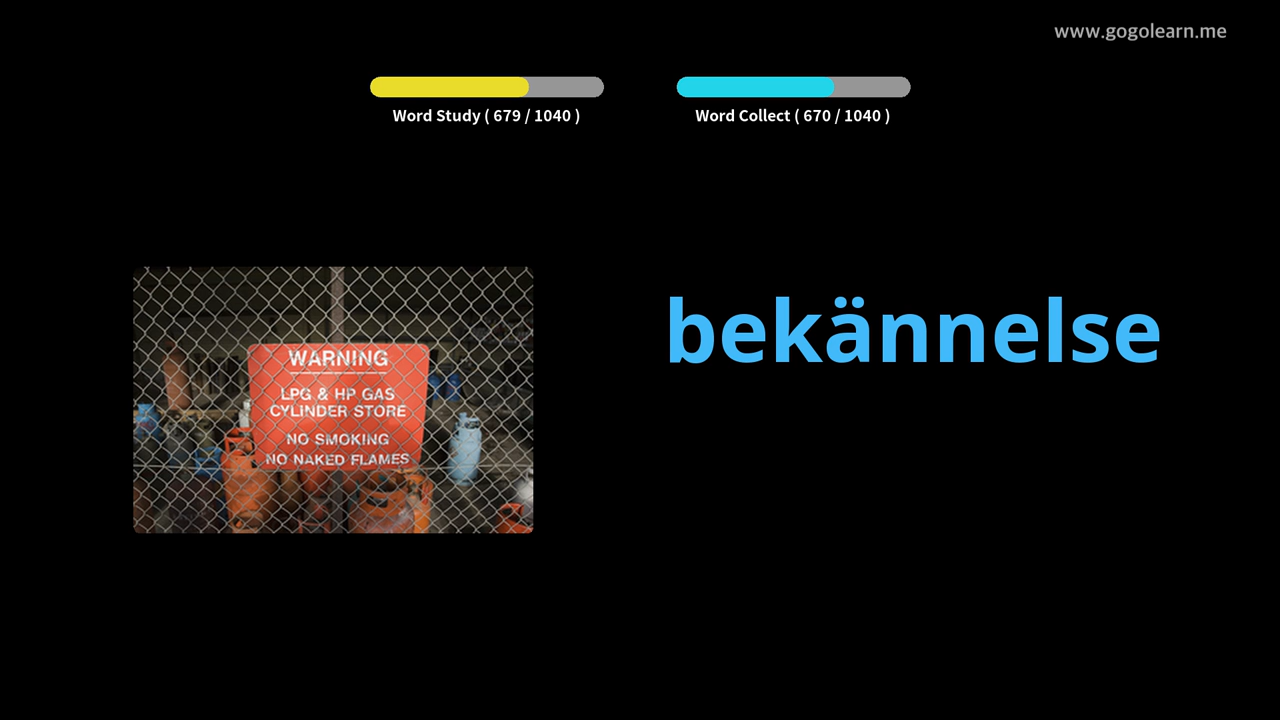 www.gogolearn.me
Word Study ( 679 / 1040 )
Word Collect ( 670 / 1040 )
bekännelse
WARNING
LPG & HP GAS
CYLINDER STORE
NO SMOKING
NO NAKED FLAMES